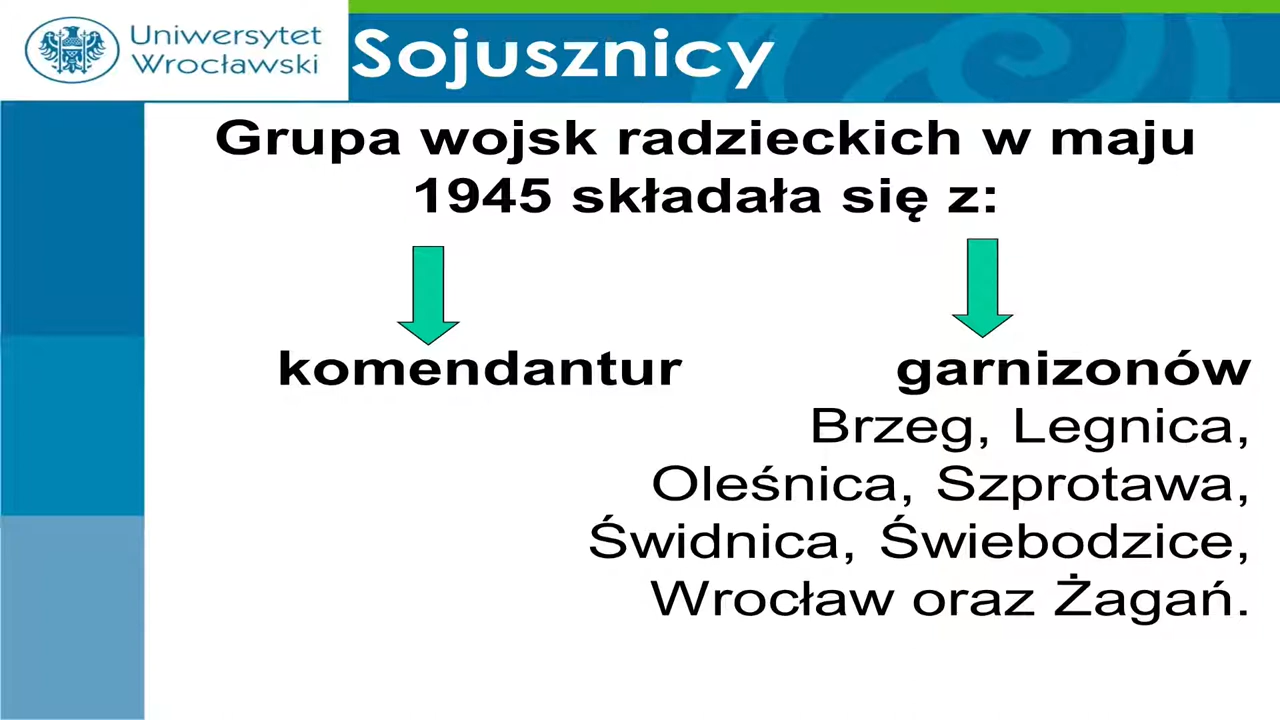 Uniwersytet
Wrocławski
Sojusznicy
Grupa wojsk radzieckich w maju
1945 składała się z:
komendantur
garnizonów
Brzeg, Legnica,
Oleśnica, Szprotawa,
Świdnica, Świebodzice,
Wrocław oraz Żagań.